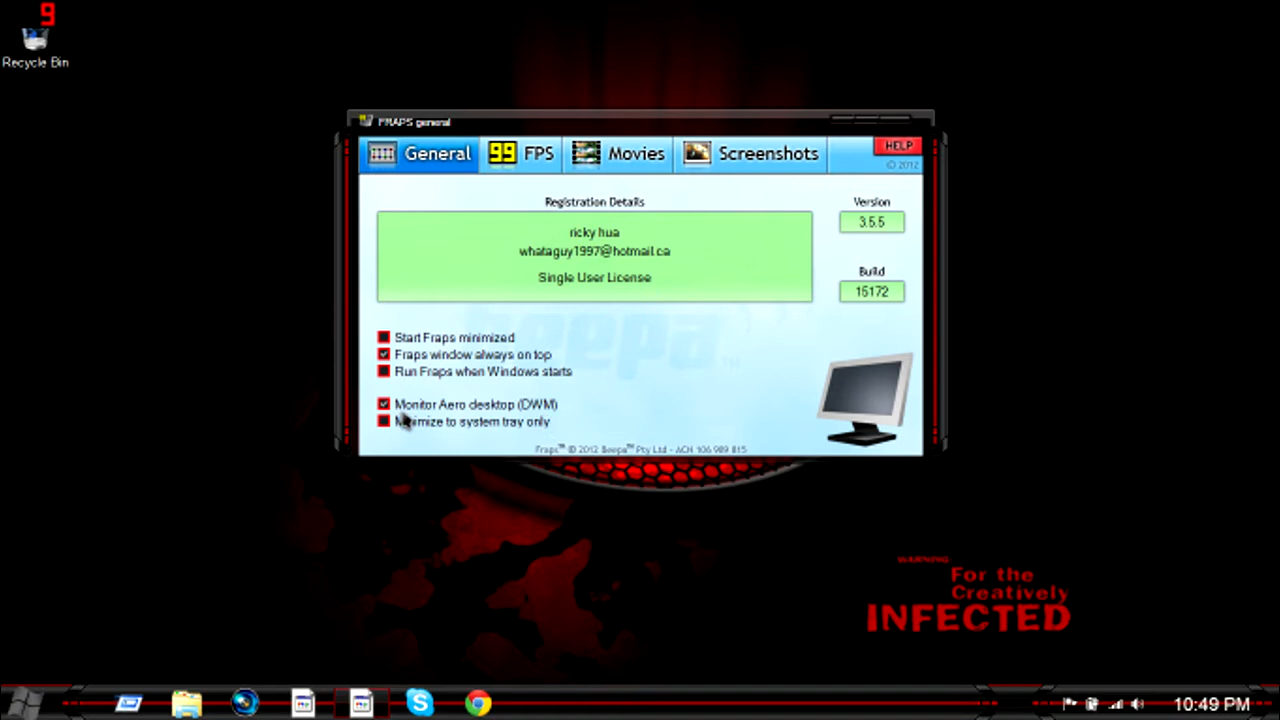 9
Recycle Bin
FRAPS general
General
99 FPS
Movies
Screenshots
HELP
© 2012
Registration Details
ricky hua
whataguy1997@hotmail.ca
Single User License
Version
3.5.5
Build
15172
beepa™
Start Fraps minimized
Fraps window always on top
Run Fraps when Windows starts
Monitor Aero desktop (DWM)
to system tray only
Fraps™ © 2012 Beepa™ Pty Ltd - ACN 106 989 815
WARNING:
For the
Creatively
INFECTED
10:49 PM